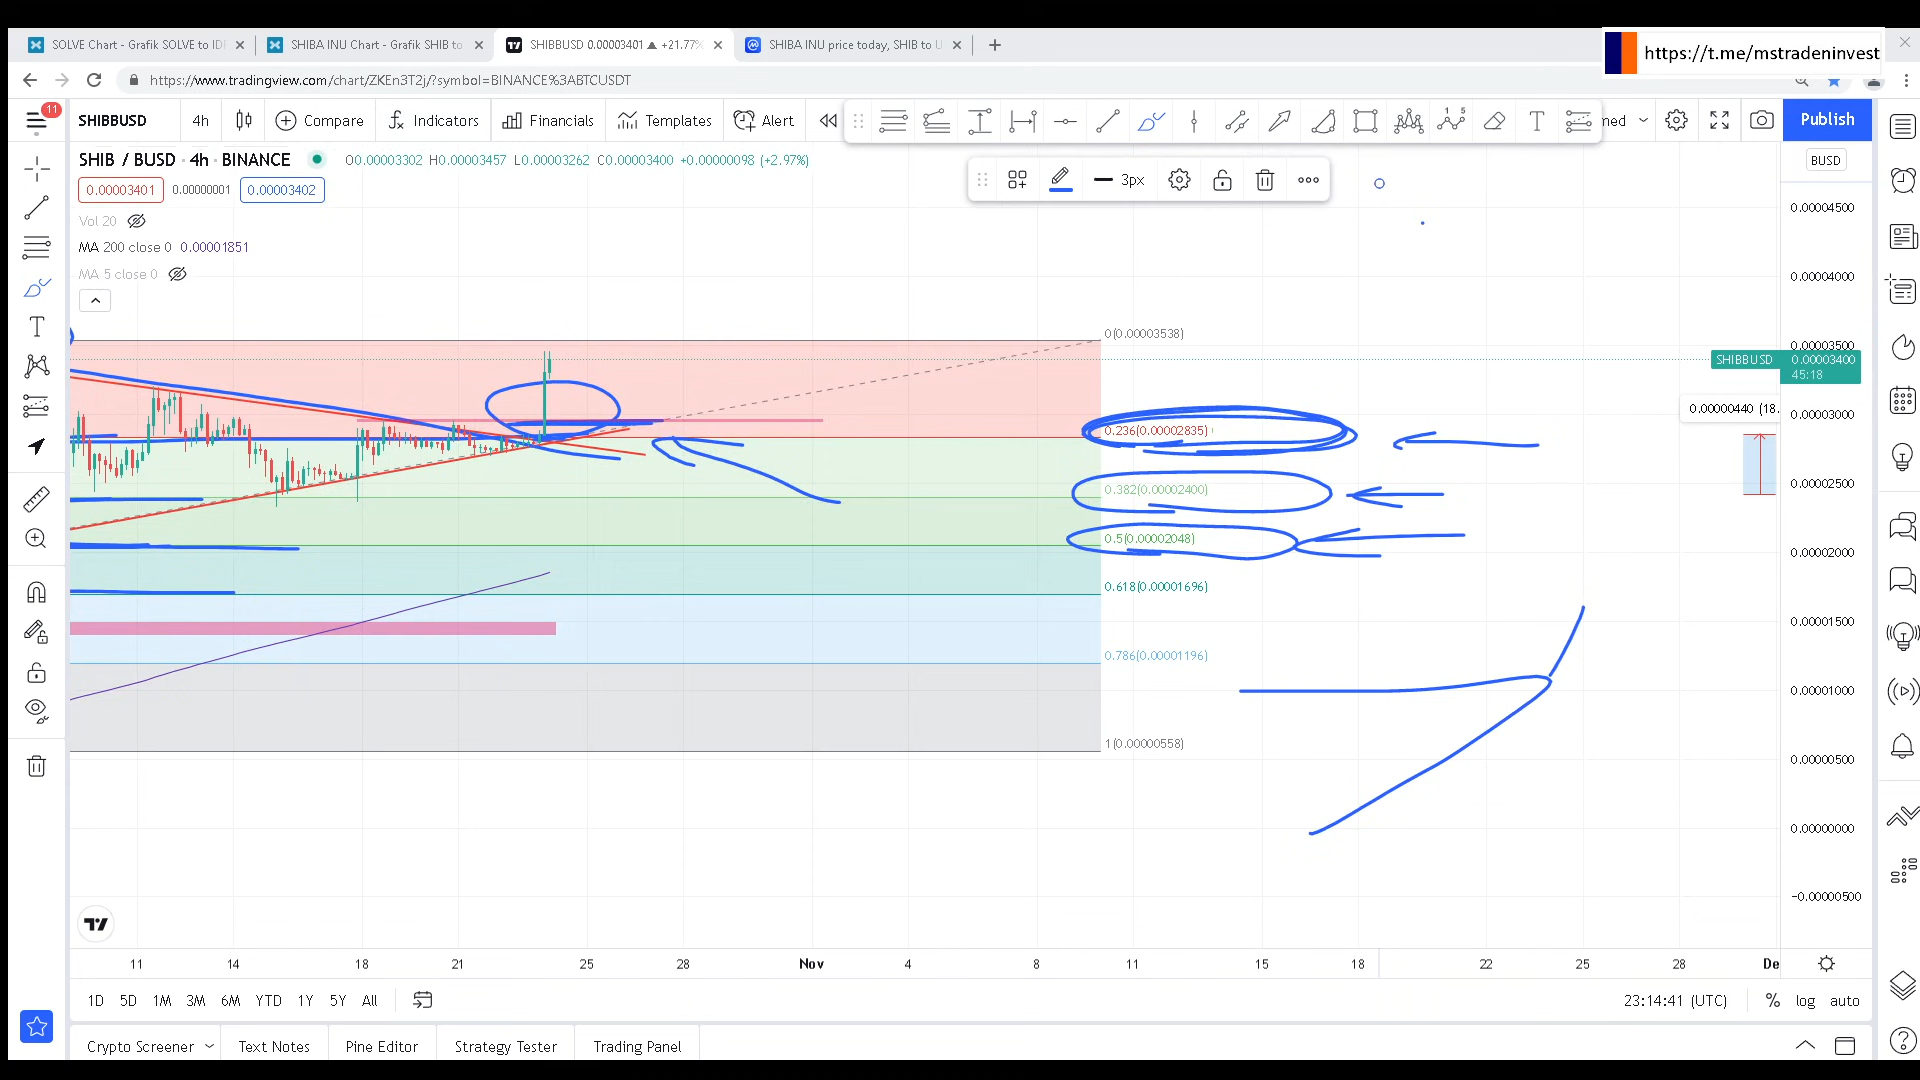 SOLVE Chart - Grafik SOLVE to IDR
SHIBA INU Chart - Grafik SHIB to
SHIBBUSD 0.00003401 ▲ +21.77%
SHIBA INU price today, SHIB to U
https://t.me/mstradeninvest
https://www.tradingview.com/chart/ZKEn3T2j/?symbol=BINANCE%3ABTCUSDT
11
SHIBBUSD
4h
Compare
Indicators
Financials
Templates
Alert
med
Publish
SHIB / BUSD · 4h · BINANCE
O0.00003302 H0.00003457 L0.00003262 C0.00003400 +0.00000098 (+2.97%)
BUSD
0.00003401
0.00000001
0.00003402
3px
Vol 20
MA 200 close 0 0.00001851
MA 5 close 0
0.00004500
0.00004000
0.00003500
0.00003000
0.00002500
0.00002000
0.00001500
0.00001000
0.00000500
0.00000000
−0.00000500
SHIBBUSD 0.00003400
45:18
0.00000440 (18.
0(0.00003538)
0.236(0.00002835)
0.382(0.00002400)
0.5(0.00002048)
0.618(0.00001696)
0.786(0.00001196)
1(0.00000558)
11 14 18 21 25 28 Nov 4 8 11 15 18 22 25 28 De
1D 5D 1M 3M 6M YTD 1Y 5Y All
23:14:41 (UTC)
% log auto
Crypto Screener
Text Notes
Pine Editor
Strategy Tester
Trading Panel